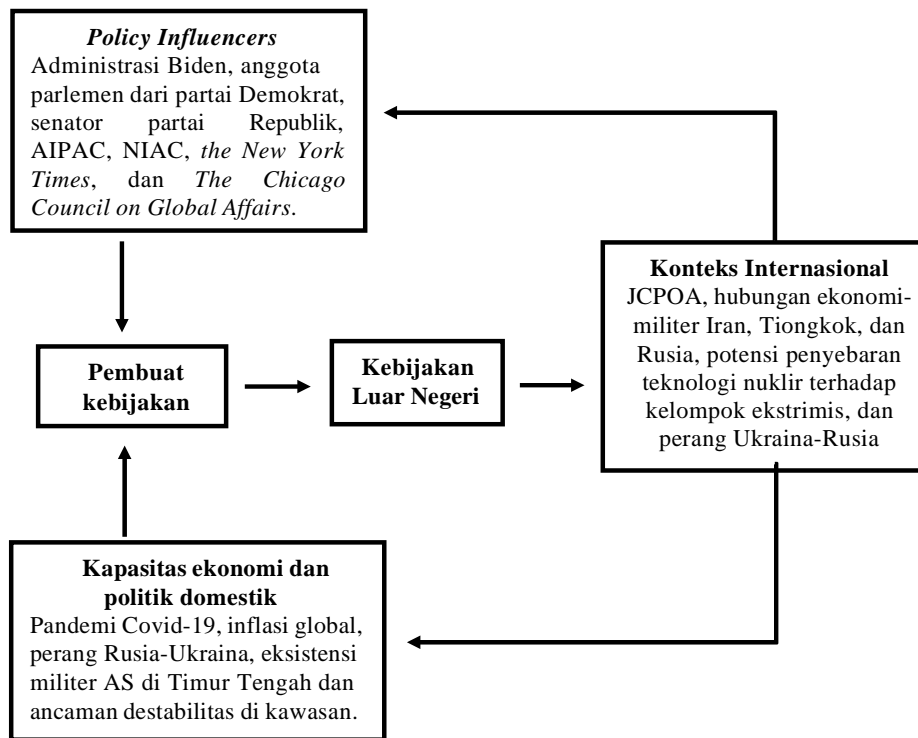 Policy Influencers
Administrasi Biden, anggota
parlemen dari partai Demokrat,
senator partai Republik,
AIPAC, NIAC, the New York
Times, dan The Chicago
Council on Global Affairs.
Konteks Internasional
JCPOA, hubungan ekonomi-
militer Iran, Tiongkok, dan
Rusia, potensi penyebaran
teknologi nuklir terhadap
kelompok ekstrimis, dan
perang Ukraina-Rusia
Pembuat
kebijakan
Kebijakan
Luar Negeri
Kapasitas ekonomi dan
politik domestik
Pandemi Covid-19, inflasi global,
perang Rusia-Ukraina, eksistensi
militer AS di Timur Tengah dan
ancaman destabilitas di kawasan.